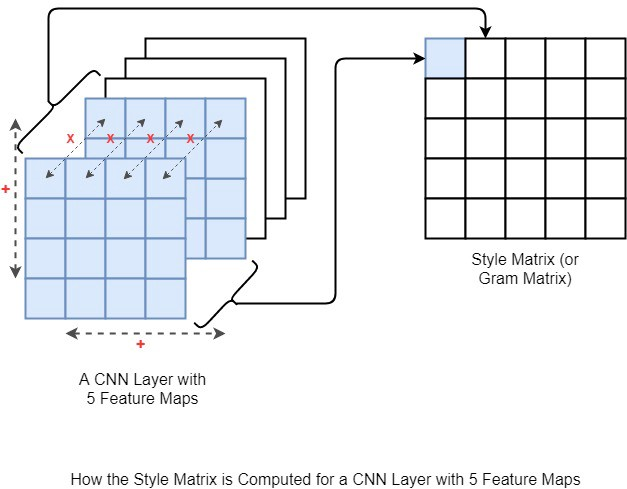 x x x x
+
+
A CNN Layer with
5 Feature Maps
Style Matrix (or
Gram Matrix)
How the Style Matrix is Computed for a CNN Layer with 5 Feature Maps